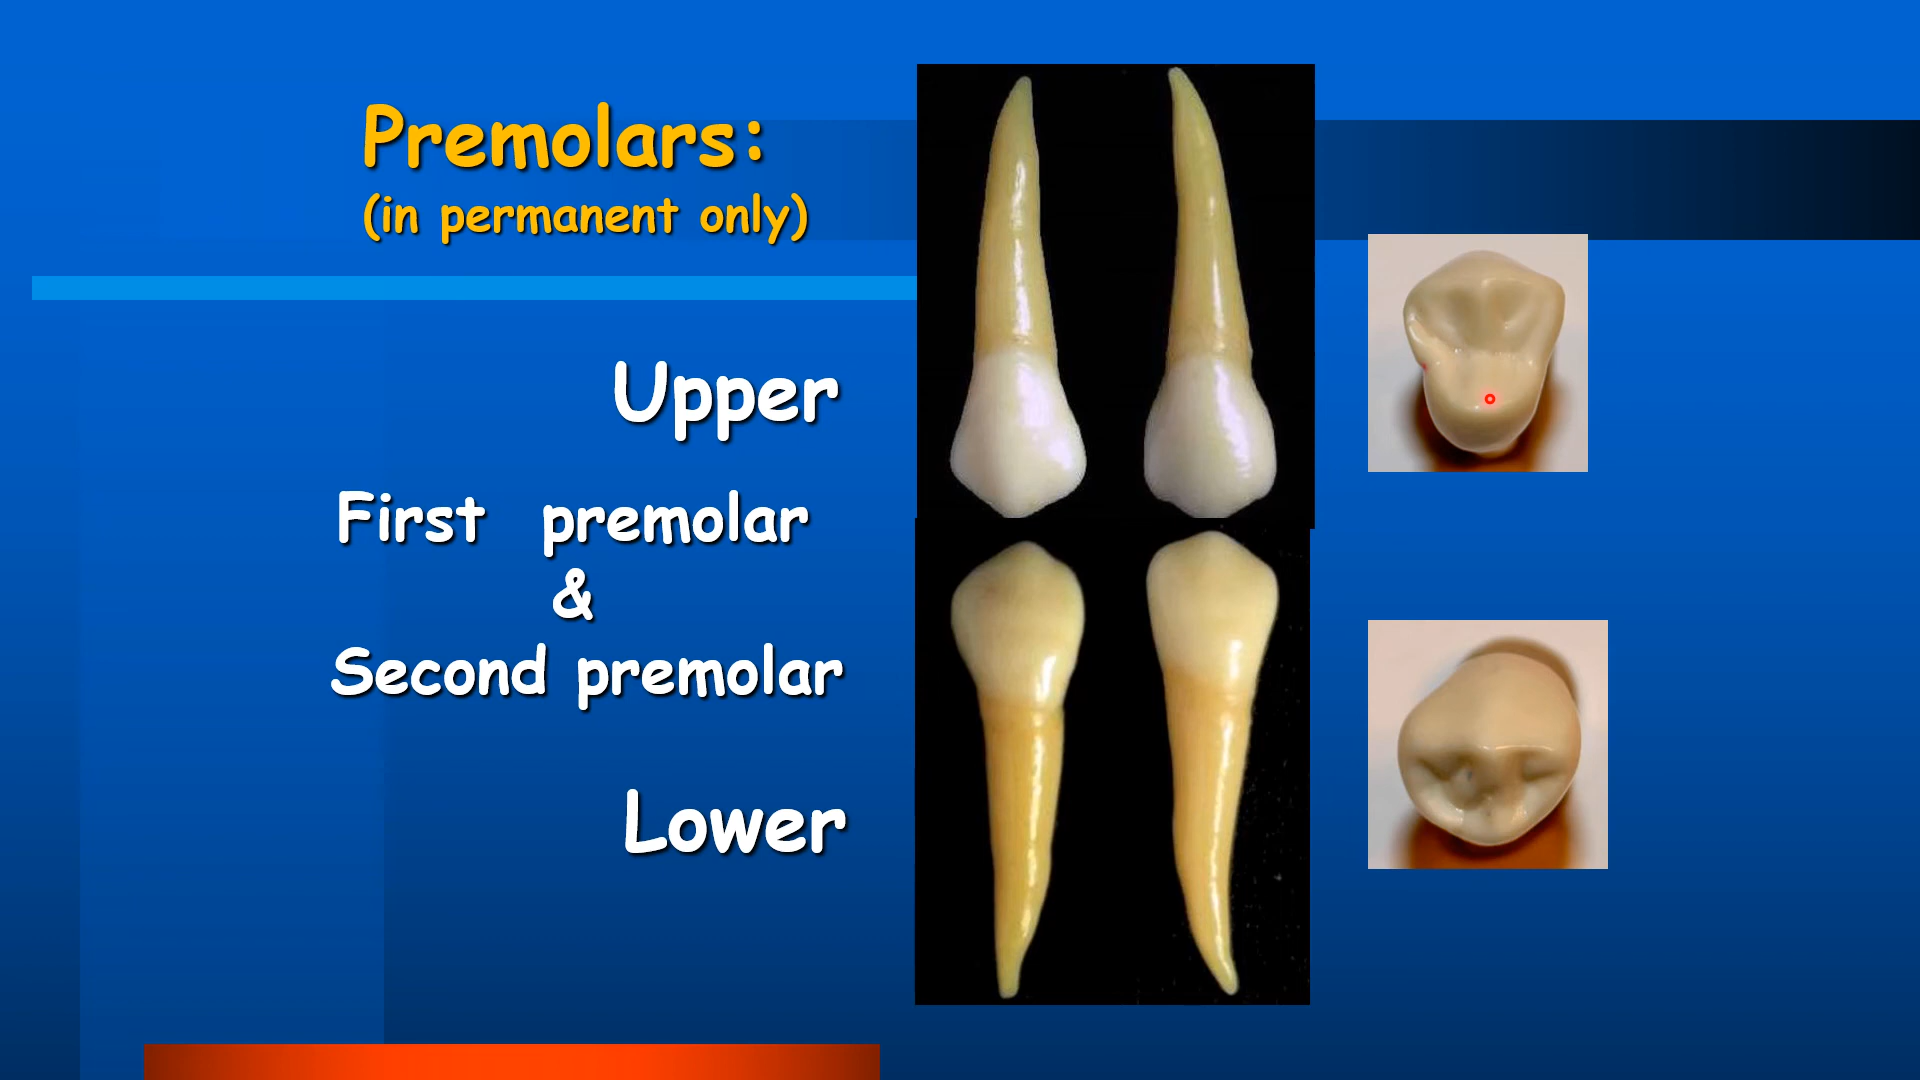 Premolars:
(in permanent only)
Upper
First premolar
&
Second premolar
Lower